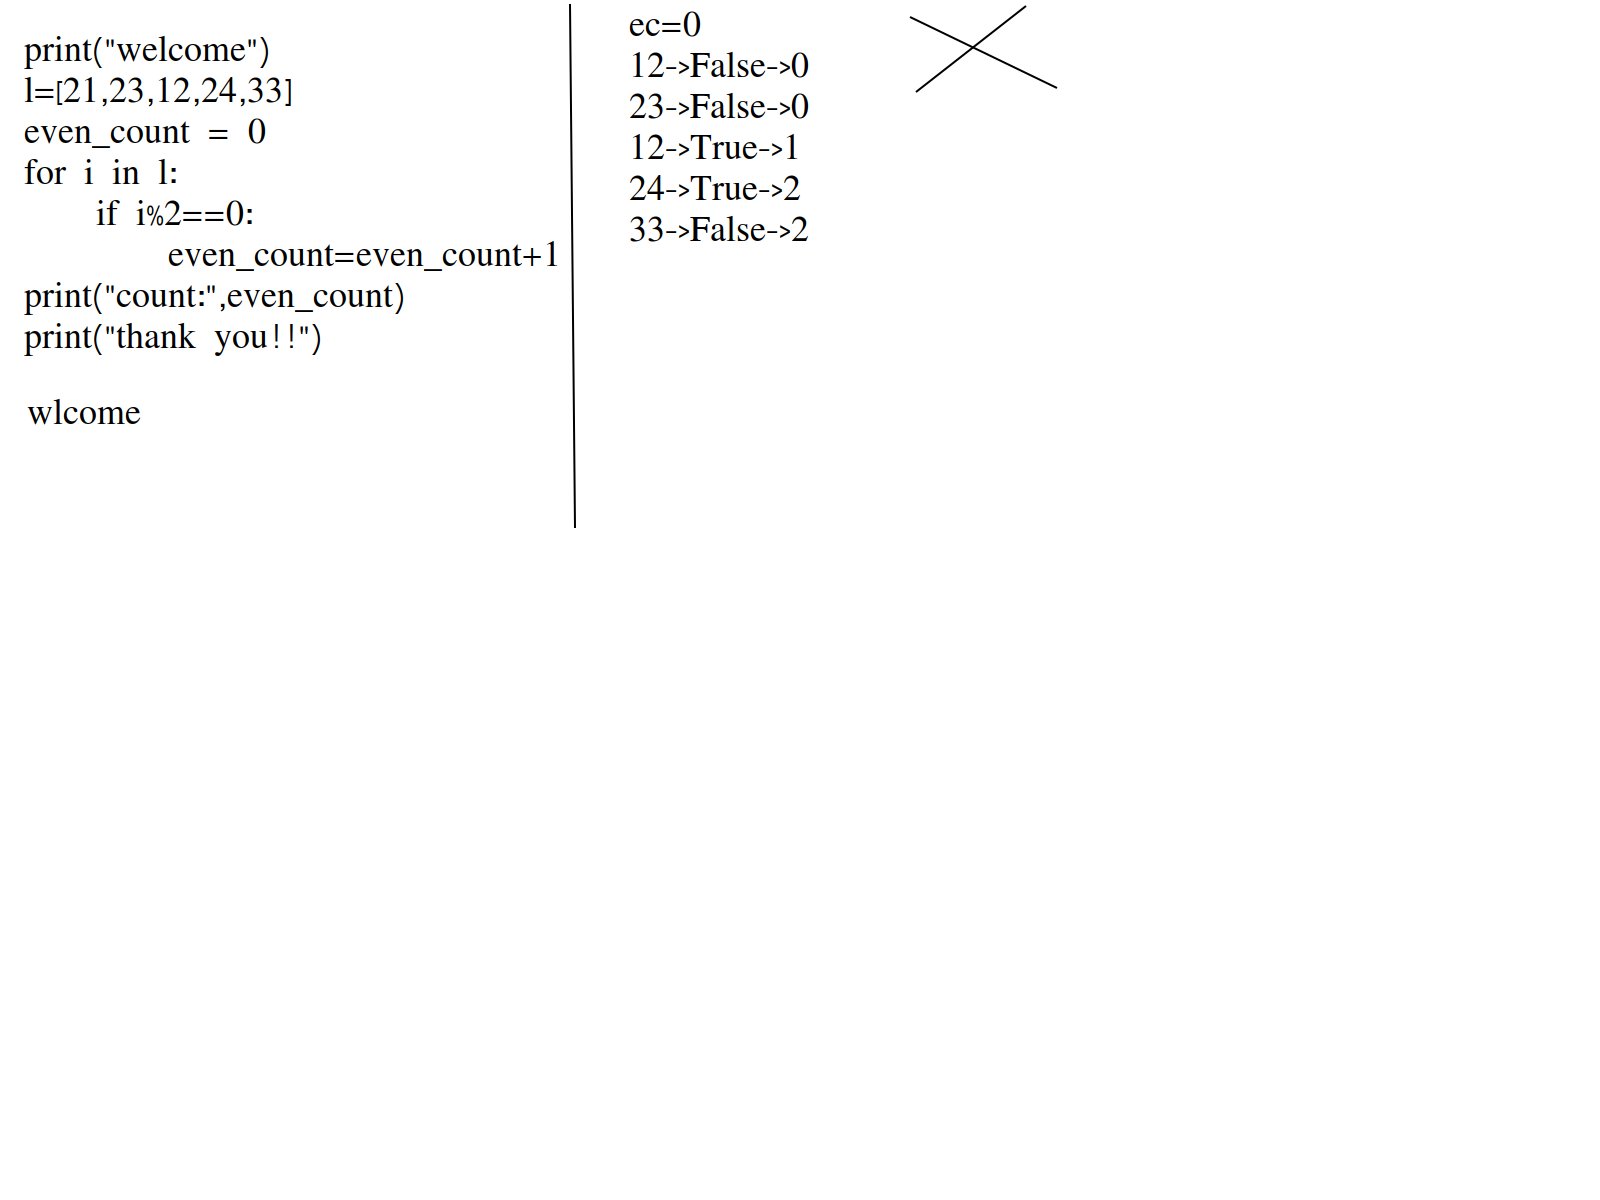 print("welcome")
l=[21,23,12,24,33]
even_count = 0
for i in l:
    if i%2==0:
        even_count=even_count+1
print("count:",even_count)
print("thank you!!")
wlcome
ec=0
12->False->0
23->False->0
12->True->1
24->True->2
33->False->2